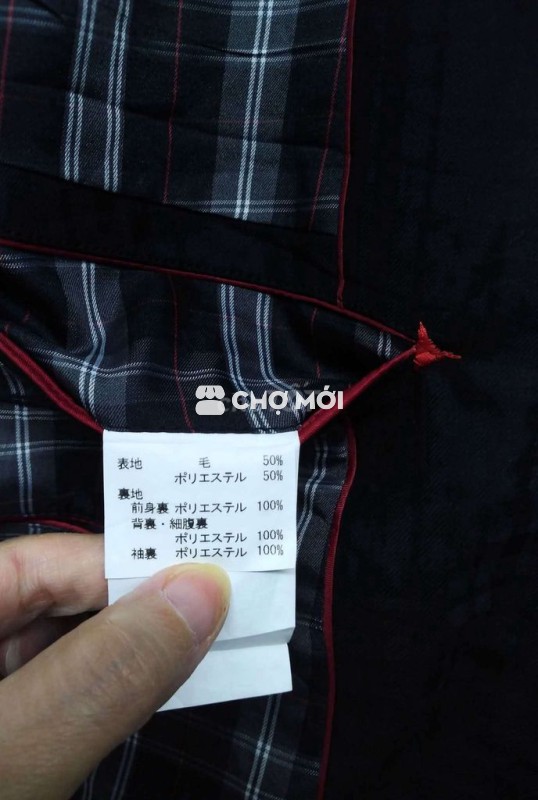 CHỢ MỚI
表地 毛 50%
ポリエステル 50%
裏地
前身裏 ポリエステル 100%
背裏・細腹裏
ポリエステル 100%
袖裏 ポリエステル 100%